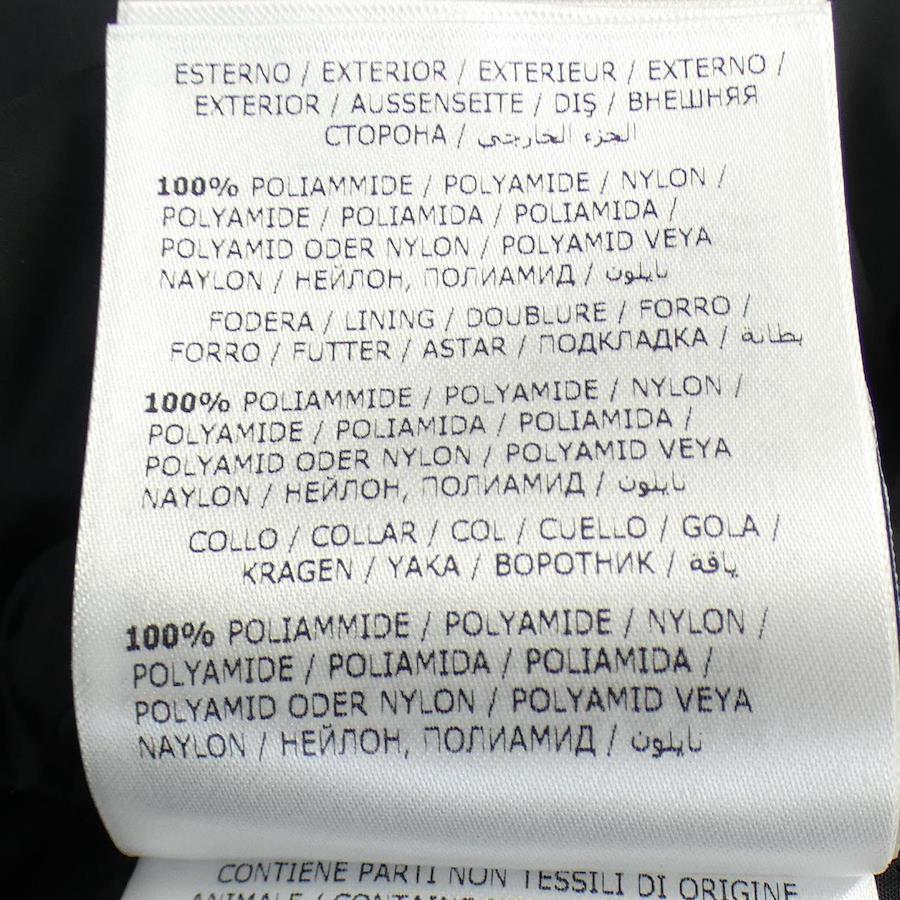 ESTERNO / EXTERIOR / EXTERIEUR / EXTERNO /
EXTERIOR / AUSSENSEITE / DIŞ / ВНЕШНЯЯ
СТОРОНА / الجزء الخارجي
100% POLIAMMIDE / POLYAMIDE / NYLON /
POLYAMIDE / POLIAMIDA / POLIAMIDA /
POLYAMID ODER NYLON / POLYAMID VEYA
NAYLON / НЕЙЛОН, ПОЛИАМИД / نايلون
FODERA / LINING / DOUBLURE / FORRO /
FORRO / FUTTER / ASTAR / ПОДКЛАДКА / بطانة
100% POLIAMMIDE / POLYAMIDE / NYLON /
POLYAMIDE / POLIAMIDA / POLIAMIDA /
POLYAMID ODER NYLON / POLYAMID VEYA
NAYLON / НЕЙЛОН, ПОЛИАМИД / نايلون
COLLO / COLLAR / COL / CUELLO / GOLA /
KRAGEN / YAKA / ВОРОТНИК / ياقة
100% POLIAMMIDE / POLYAMIDE / NYLON /
POLYAMIDE / POLIAMIDA / POLIAMIDA /
POLYAMID ODER NYLON / POLYAMID VEYA
NAYLON / НЕЙЛОН, ПОЛИАМИД / نايلون
CONTIENE PARTI NON TESSILI DI ORIGINE
ANIMALE /